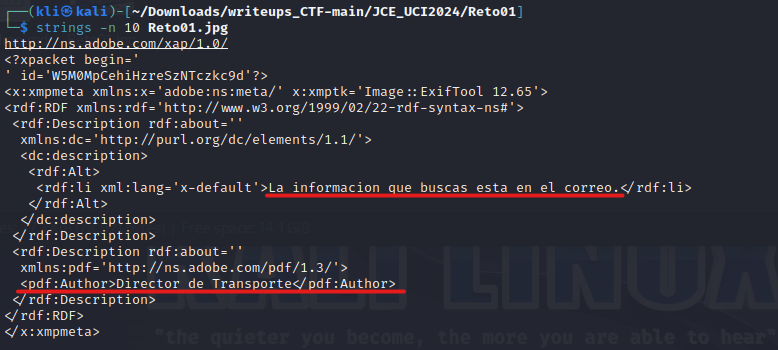 ┌──(kli㉿kali)-[~/Downloads/writeups_CTF-main/JCE_UCI2024/Reto01]
└─$ strings -n 10 Reto01.jpg
http://ns.adobe.com/xap/1.0/
<?xpacket begin='
' id='W5M0MpCehiHzreSzNTczkc9d'?>
<x:xmpmeta xmlns:x='adobe:ns:meta/' x:xmptk='Image::ExifTool 12.65'>
<rdf:RDF xmlns:rdf='http://www.w3.org/1999/02/22-rdf-syntax-ns#'>
 <rdf:Description rdf:about=''
  xmlns:dc='http://purl.org/dc/elements/1.1/'>
  <dc:description>
   <rdf:Alt>
    <rdf:li xml:lang='x-default'>La informacion que buscas esta en el correo.</rdf:li>
   </rdf:Alt>
  </dc:description>
 </rdf:Description>
 <rdf:Description rdf:about=''
  xmlns:pdf='http://ns.adobe.com/pdf/1.3/'>
  <pdf:Author>Director de Transporte</pdf:Author>
 </rdf:Description>
</rdf:RDF>
</x:xmpmeta>
KALI LINUX
"the quieter you become, the more you are able to hear"